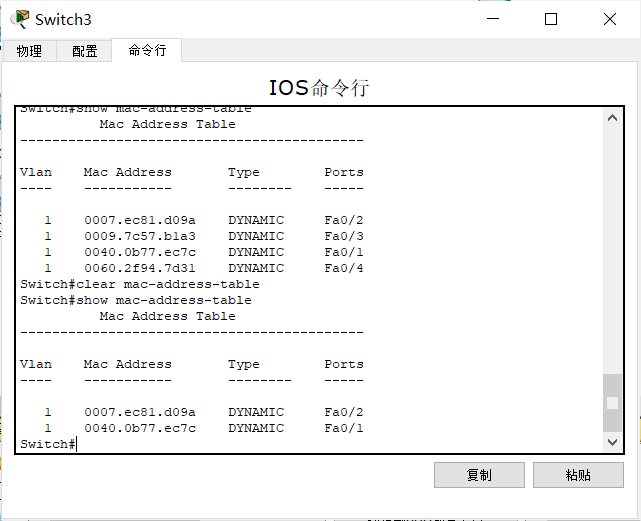 Switch3
物理 配置 命令行
IOS命令行
Switch#show mac-address-table
Mac Address Table
-------------------------------------------
Vlan Mac Address Type Ports
---- ----------- -------- -----
1 0007.ec81.d09a DYNAMIC Fa0/2
1 0009.7c57.b1a3 DYNAMIC Fa0/3
1 0040.0b77.ec7c DYNAMIC Fa0/1
1 0060.2f94.7d31 DYNAMIC Fa0/4
Switch#clear mac-address-table
Switch#show mac-address-table
Mac Address Table
-------------------------------------------
Vlan Mac Address Type Ports
---- ----------- -------- -----
1 0007.ec81.d09a DYNAMIC Fa0/2
1 0040.0b77.ec7c DYNAMIC Fa0/1
Switch#
复制 粘贴